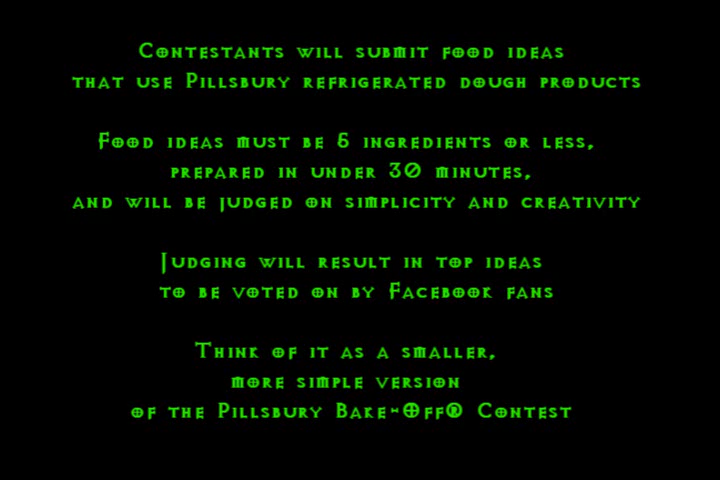 Contestants will submit food ideas
that use Pillsbury refrigerated dough products
Food ideas must be 6 ingredients or less,
prepared in under 30 minutes,
and will be judged on simplicity and creativity
Judging will result in top ideas
to be voted on by Facebook fans
Think of it as a smaller,
more simple version
of the Pillsbury Bake-Off® Contest